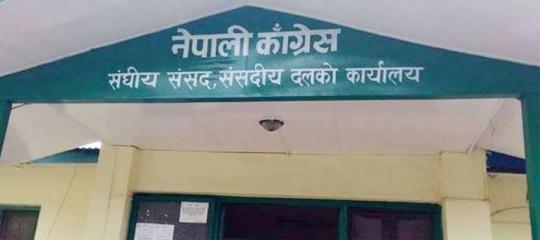 नेपाली काँग्रेस
संघीय संसद, संसदीय दलको कार्यालय